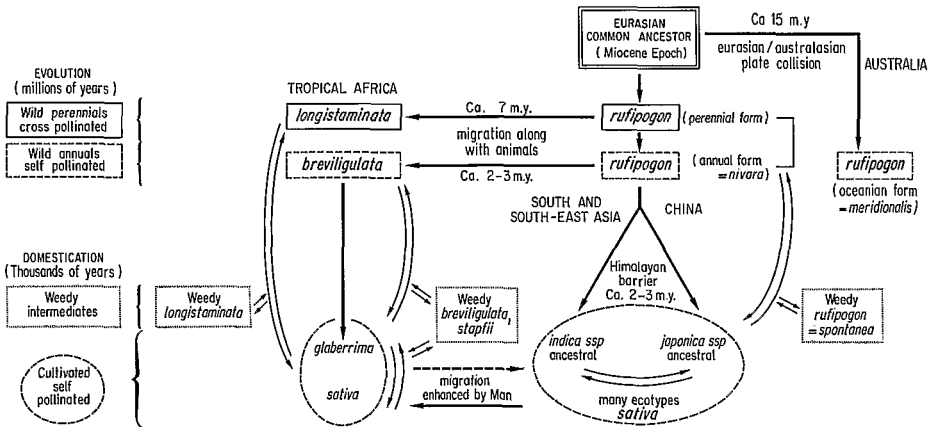 EURASIAN
COMMON ANCESTOR
(Miocene Epoch)
Ca 15 m.y
eurasian/australasian
plate collision
AUSTRALIA
EVOLUTION
(millions of years)
Wild perennials
cross pollinated
Wild annuals
self pollinated
TROPICAL AFRICA
longistaminata
Ca. 7 m.y.
rufipogon
(perennial form)
migration along
with animals
breviligulata
Ca. 2-3 m.y.
rufipogon
(annual form
=nivara)
rufipogon
(oceanian form
=meridionalis)
SOUTH AND
SOUTH-EAST ASIA
CHINA
DOMESTICATION
(Thousands of years)
Weedy
intermediates
Weedy
longistaminata
Weedy
breviligulata,
stapfii
Himalayan
barrier
Ca. 2-3 m.y.
Weedy
rufipogon
=spontanea
Cultivated
self
pollinated
glaberrima
sativa
migration
enhanced by Man
indica ssp
ancestral
japonica ssp
ancestral
many ecotypes
sativa